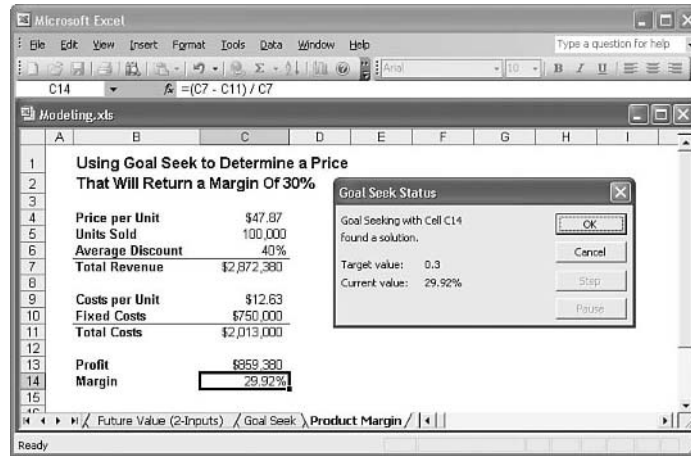 Microsoft Excel
File Edit View Insert Format Tools Data Window Help Type a question for help
Σ Arial 10 B I U
C14 fx =(C7 - C11) / C7
Modeling.xls
A B C D E F G H I
1 Using Goal Seek to Determine a Price
2 That Will Return a Margin Of 30%
3
4 Price per Unit $47.87
5 Units Sold 100,000
6 Average Discount 40%
7 Total Revenue $2,872,380
8
9 Costs per Unit $12.63
10 Fixed Costs $750,000
11 Total Costs $2,013,000
12
13 Profit $859,380
14 Margin 29.92%
15
16
Goal Seek Status
Goal Seeking with Cell C14
found a solution.
Target value: 0.3
Current value: 29.92%
OK
Cancel
Step
Pause
Future Value (2-Inputs) / Goal Seek \ Product Margin /
Ready